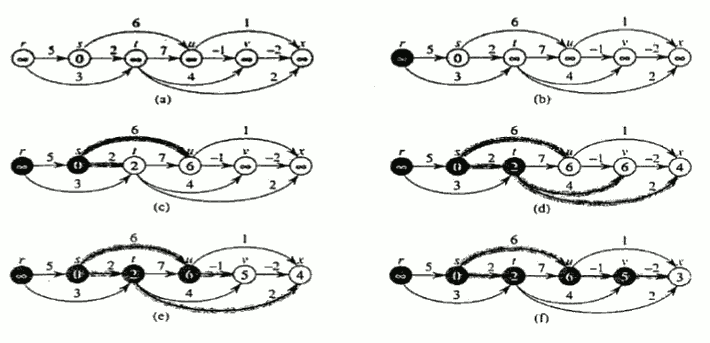 6 1
r s t u v x
∞ 5 0 2 ∞ 7 ∞ –1 ∞ –2 ∞
3 4 2
(a)
6 1
r s t u v x
∞ 5 0 2 ∞ 7 ∞ –1 ∞ –2 ∞
3 4 2
(b)
6 1
r s t u v x
∞ 5 0 2 2 7 6 –1 ∞ –2 ∞
3 4 2
(c)
6 1
r s t u v x
∞ 5 0 2 2 7 6 –1 6 –2 4
3 4 2
(d)
6 1
r s t u v x
∞ 5 0 2 2 7 6 –1 5 –2 4
3 4 2
(e)
6 1
r s t u v x
∞ 5 0 2 2 7 6 –1 5 –2 3
3 4 2
(f)